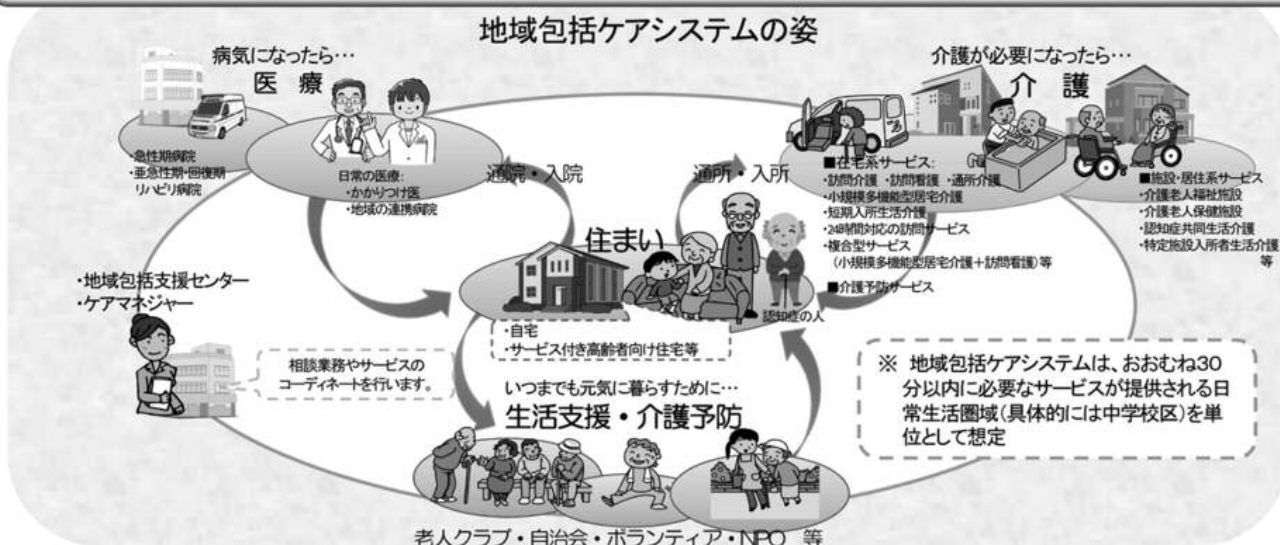 地域包括ケアシステムの姿
病気になったら…
医 療
・急性期病院
・亜急性期・回復期
リハビリ病院
日常の医療:
・かかりつけ医
・地域の連携病院
通院・入院
介護が必要になったら…
介 護
通所・入所
■在宅系サービス:
・訪問介護 ・訪問看護 ・通所介護
・小規模多機能型居宅介護
・短期入所生活介護
・24時間対応の訪問サービス
・複合型サービス
(小規模多機能型居宅介護+訪問看護)等
■介護予防サービス
■施設・居住系サービス
・介護老人福祉施設
・介護老人保健施設
・認知症共同生活介護
・特定施設入所者生活介護
等
住まい
認知症の人
・自宅
・サービス付き高齢者向け住宅等
・地域包括支援センター
・ケアマネジャー
相談業務やサービスの
コーディネートを行います。
いつまでも元気に暮らすために…
生活支援・介護予防
老人クラブ・自治会・ボランティア・NPO 等
※ 地域包括ケアシステムは、おおむね30
分以内に必要なサービスが提供される日
常生活圏域(具体的には中学校区)を単
位として想定